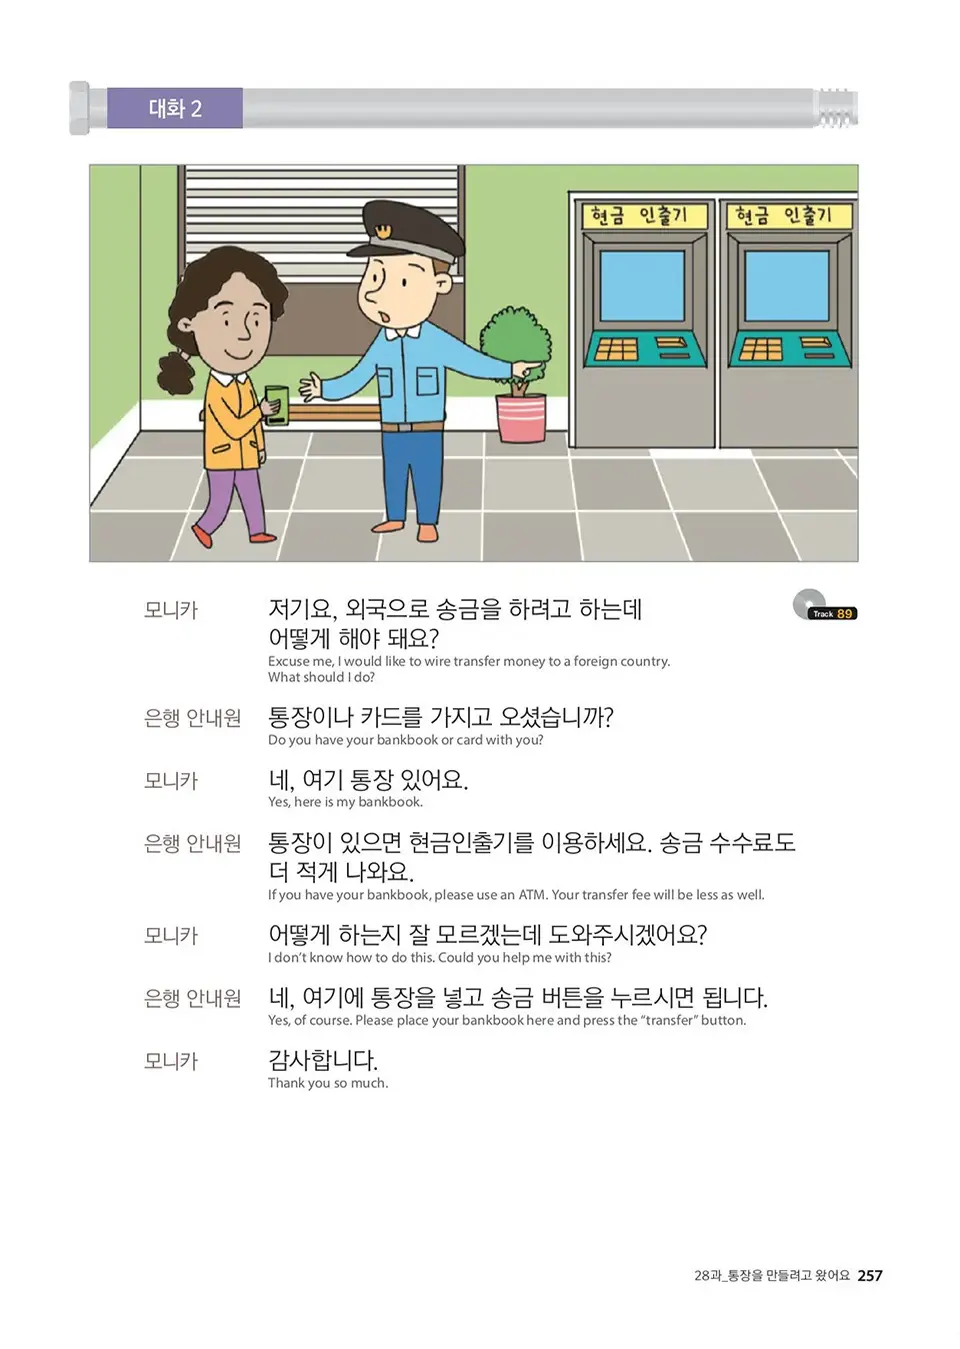 대화 2
현금 인출기
현금 인출기
모니카
저기요, 외국으로 송금을 하려고 하는데
어떻게 해야 돼요?
Excuse me, I would like to wire transfer money to a foreign country.
What should I do?
Track 89
은행 안내원
통장이나 카드를 가지고 오셨습니까?
Do you have your bankbook or card with you?
모니카
네, 여기 통장 있어요.
Yes, here is my bankbook.
은행 안내원
통장이 있으면 현금인출기를 이용하세요. 송금 수수료도
더 적게 나와요.
If you have your bankbook, please use an ATM. Your transfer fee will be less as well.
모니카
어떻게 하는지 잘 모르겠는데 도와주시겠어요?
I don't know how to do this. Could you help me with this?
은행 안내원
네, 여기에 통장을 넣고 송금 버튼을 누르시면 됩니다.
Yes, of course. Please place your bankbook here and press the “transfer” button.
모니카
감사합니다.
Thank you so much.
28과_통장을 만들려고 왔어요 257